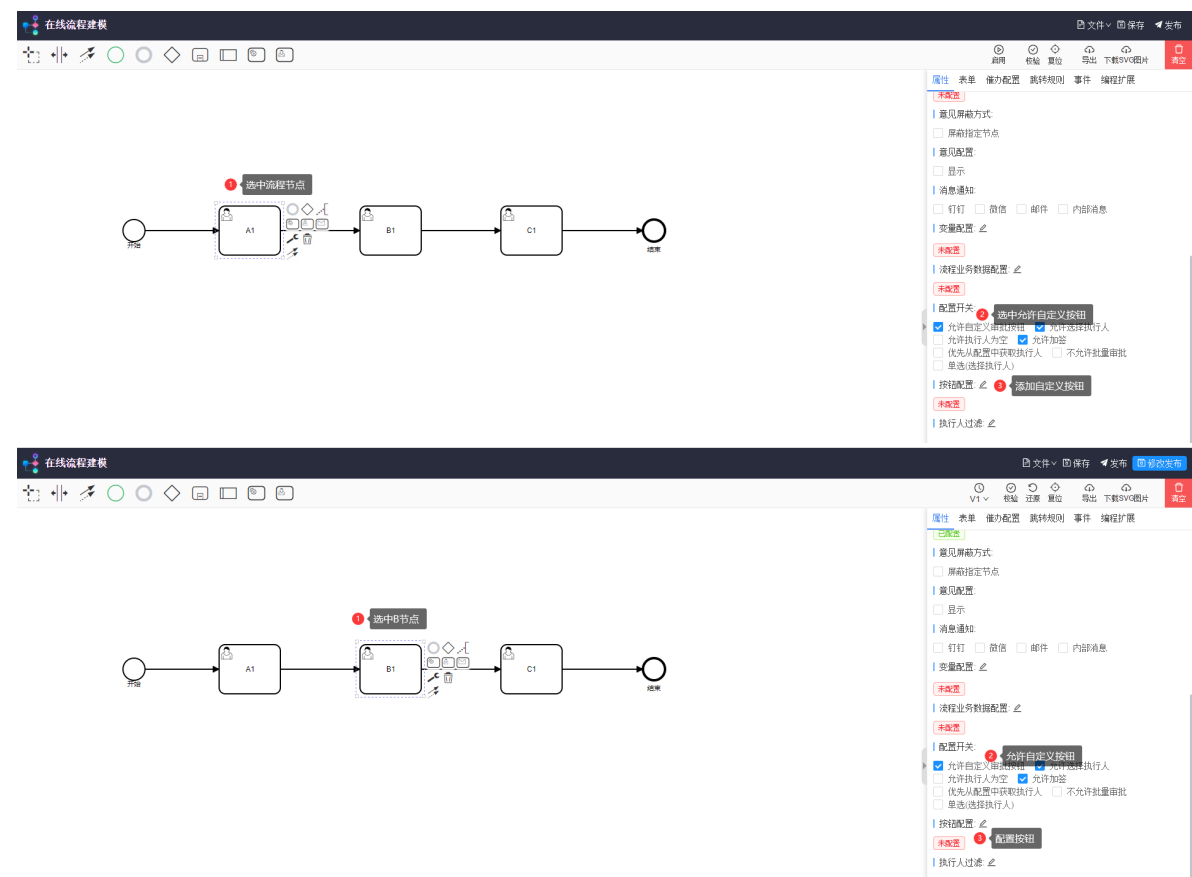 在线流程建模
文件 保存 发布
启用 校验 复位 导出 下载SVG图片 清空
属性 表单 催办配置 跳转规则 事件 编程扩展
未配置
意见屏蔽方式:
屏蔽指定节点
意见配置:
显示
消息通知:
钉钉 微信 邮件 内部消息
变量配置:
未配置
流程业务数据配置:
未配置
配置开关:
2 选中允许自定义按钮
允许自定义审批按钮 允许选择执行人
允许执行人为空 允许加签
优先从配置中获取执行人 不允许批量审批
单选(选择执行人)
按钮配置: 3 添加自定义按钮
未配置
执行人过滤:
1 选中流程节点
开始 A1 B1 C1 结束
在线流程建模
文件 保存 发布 修改发布
V1 校验 还原 复位 导出 下载SVG图片 清空
属性 表单 催办配置 跳转规则 事件 编程扩展
已配置
意见屏蔽方式:
屏蔽指定节点
意见配置:
显示
消息通知:
钉钉 微信 邮件 内部消息
变量配置:
未配置
流程业务数据配置:
未配置
配置开关:
2 允许自定义按钮
允许自定义审批按钮 允许选择执行人
允许执行人为空 允许加签
优先从配置中获取执行人 不允许批量审批
单选(选择执行人)
按钮配置:
未配置 3 配置按钮
执行人过滤:
1 选中B节点
开始 A1 B1 C1 结束